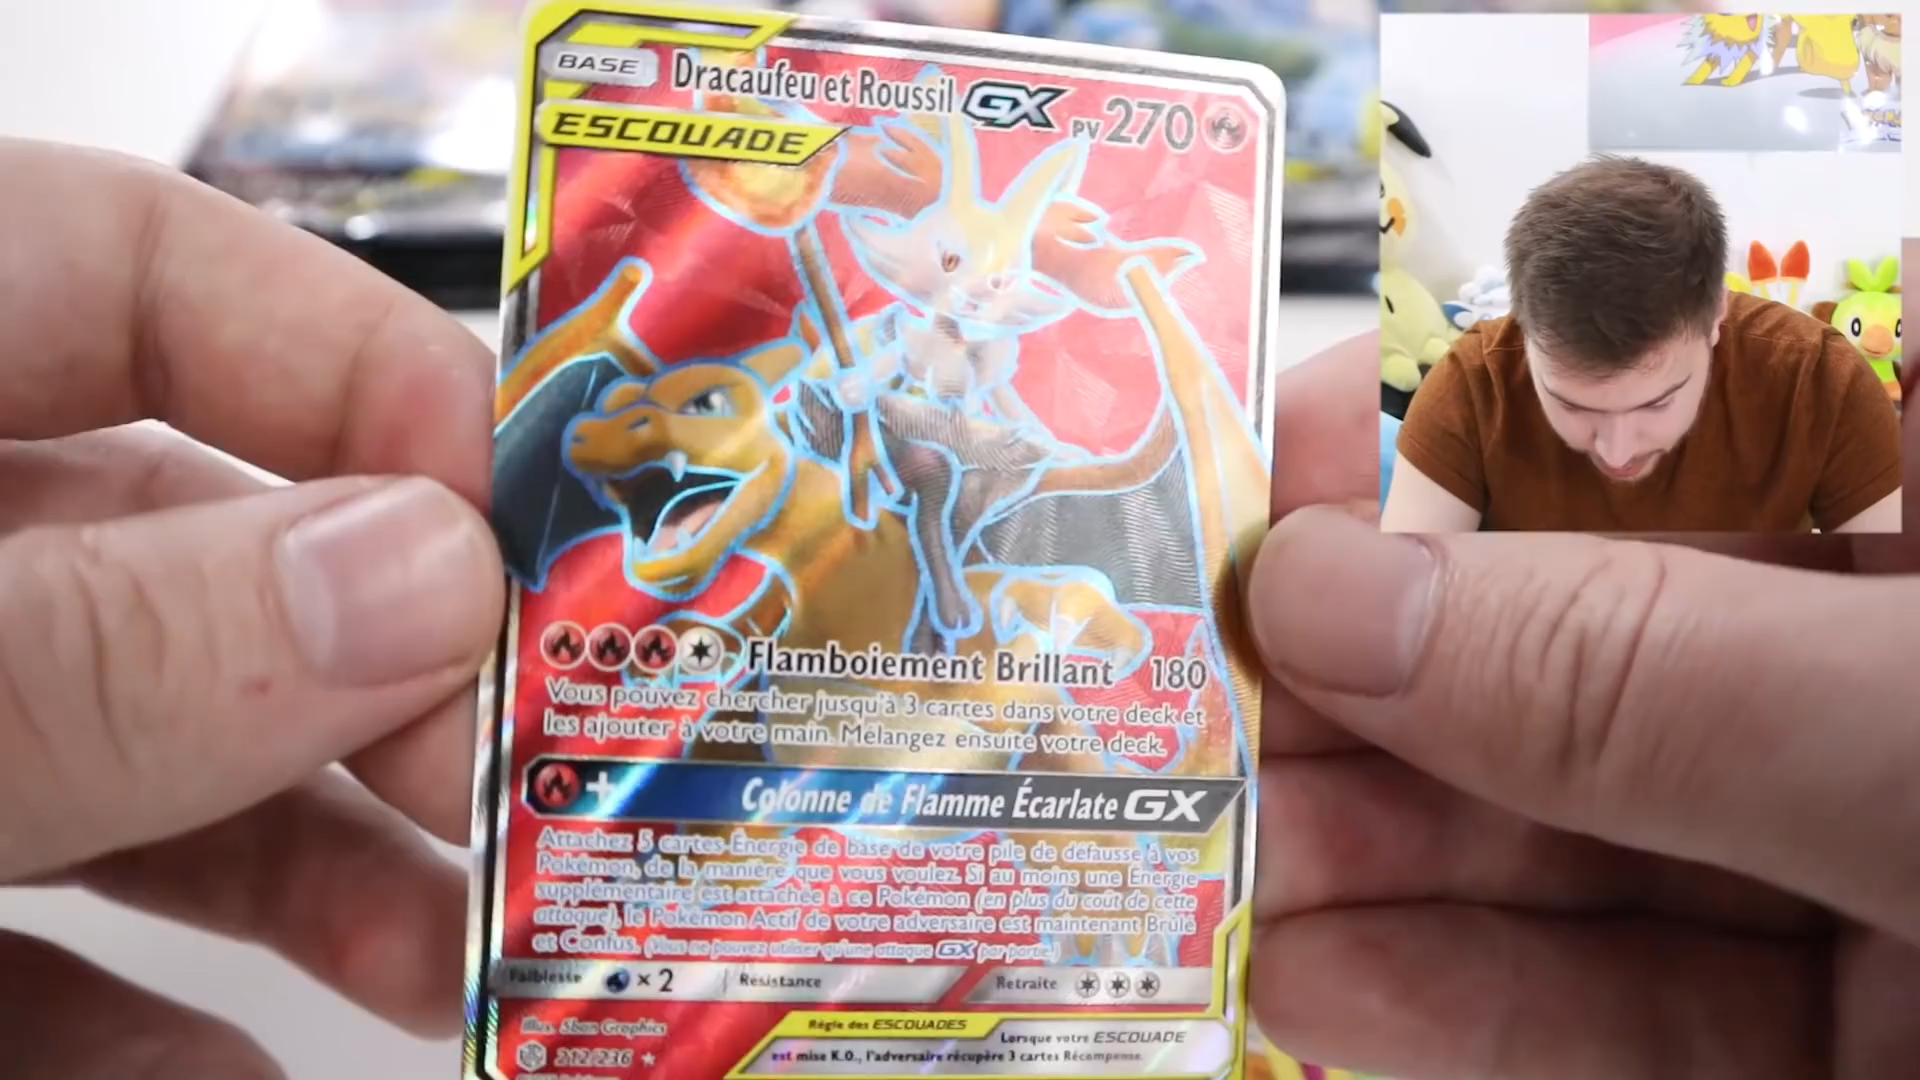 BASE Dracaufeu et Roussil GX PV 270
ESCOUADE
Flamboiement Brillant 180
Vous pouvez chercher jusqu'à 3 cartes dans votre deck et
les ajouter à votre main. Mélangez ensuite votre deck.
+ Colonne de Flamme Écarlate GX
Attachez 5 cartes Énergie de base de votre pile de défausse à vos
Pokémon, de la manière que vous voulez. Si au moins une Énergie
supplémentaire est attachée à ce Pokémon (en plus du coût de cette
attaque), le Pokémon Actif de votre adversaire est maintenant Brûlé
et Confus. (Vous ne pouvez utiliser qu'une attaque GX par partie.)
Faiblesse × 2 Résistance Retraite
Illus. 5ban Graphics
Règle des ESCOUADES Lorsque votre ESCOUADE
212/236
est mise K.O., l'adversaire récupère 3 cartes Récompense.